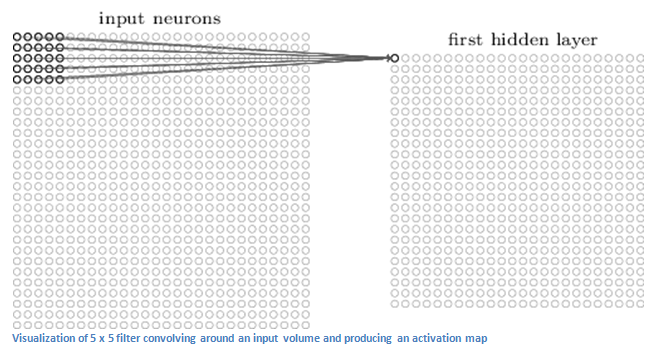 input neurons
first hidden layer
Visualization of 5 x 5 filter convolving around an input volume and producing an activation map